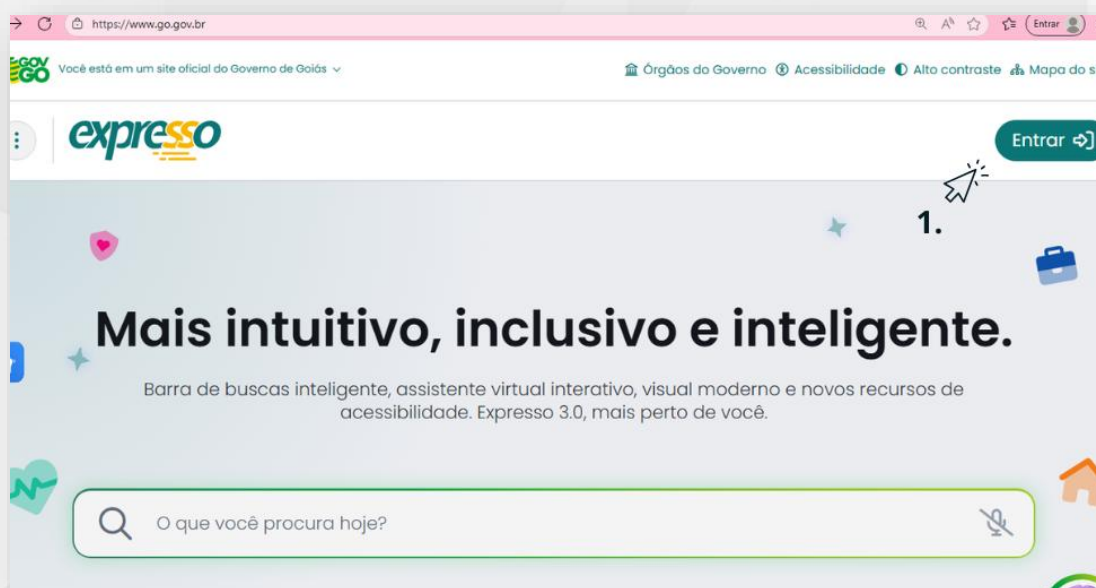 https://www.go.gov.br
Entrar
GOV
GO
Você está em um site oficial do Governo de Goiás
Órgãos do Governo
Acessibilidade
Alto contraste
Mapa do s
expresso
Entrar
1.
Mais intuitivo, inclusivo e inteligente.
Barra de buscas inteligente, assistente virtual interativo, visual moderno e novos recursos de
acessibilidade. Expresso 3.0, mais perto de você.
O que você procura hoje?